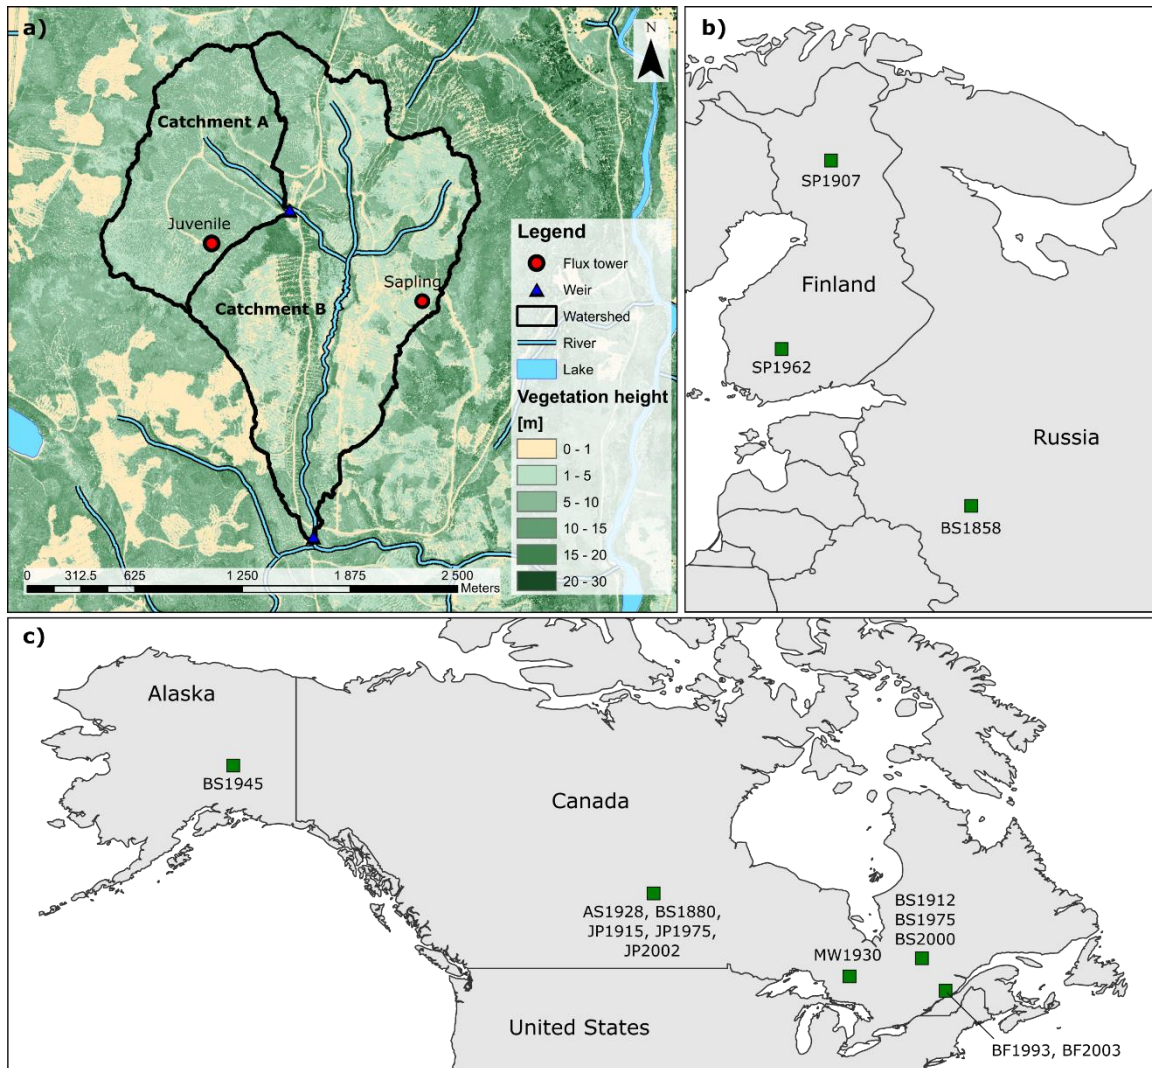 a)
N
Catchment A
Juvenile
Catchment B
Sapling
Legend
Flux tower
Weir
Watershed
River
Lake
Vegetation height
[m]
0 - 1
1 - 5
5 - 10
10 - 15
15 - 20
20 - 30
0 312.5 625 1 250 1 875 2 500
Meters
b)
SP1907
Finland
SP1962
Russia
BS1858
c)
Alaska
BS1945
Canada
AS1928, BS1880,
JP1915, JP1975,
JP2002
BS1912
BS1975
BS2000
MW1930
United States
BF1993, BF2003